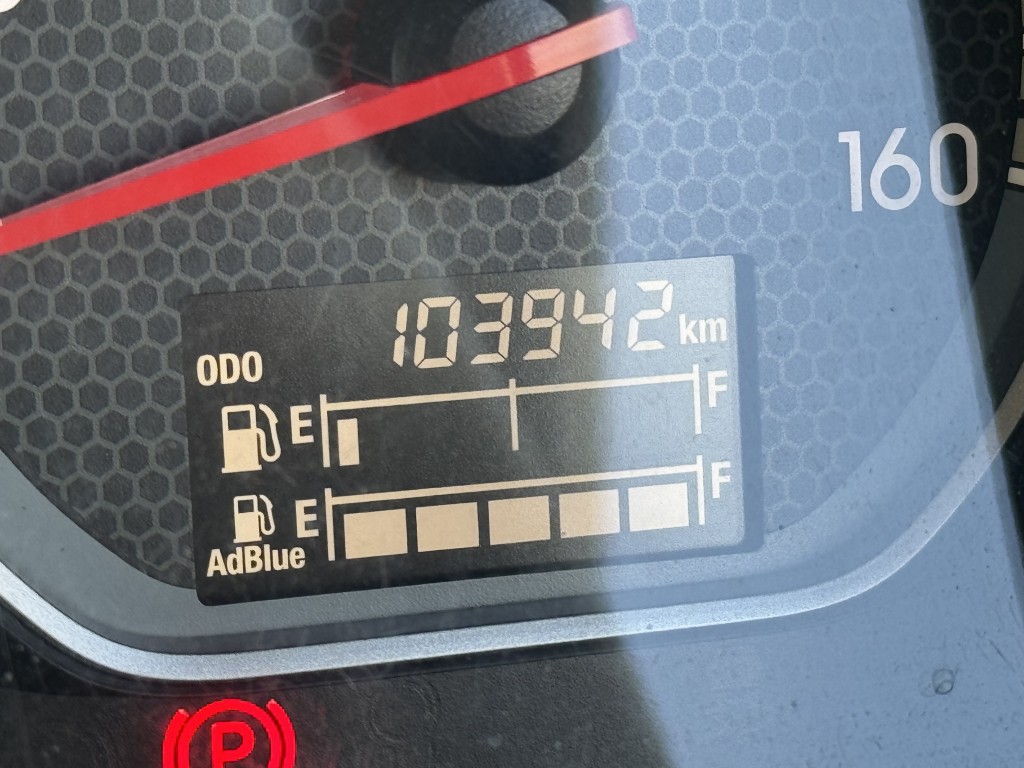 160
103942 km
ODO
E F
E F
AdBlue
P